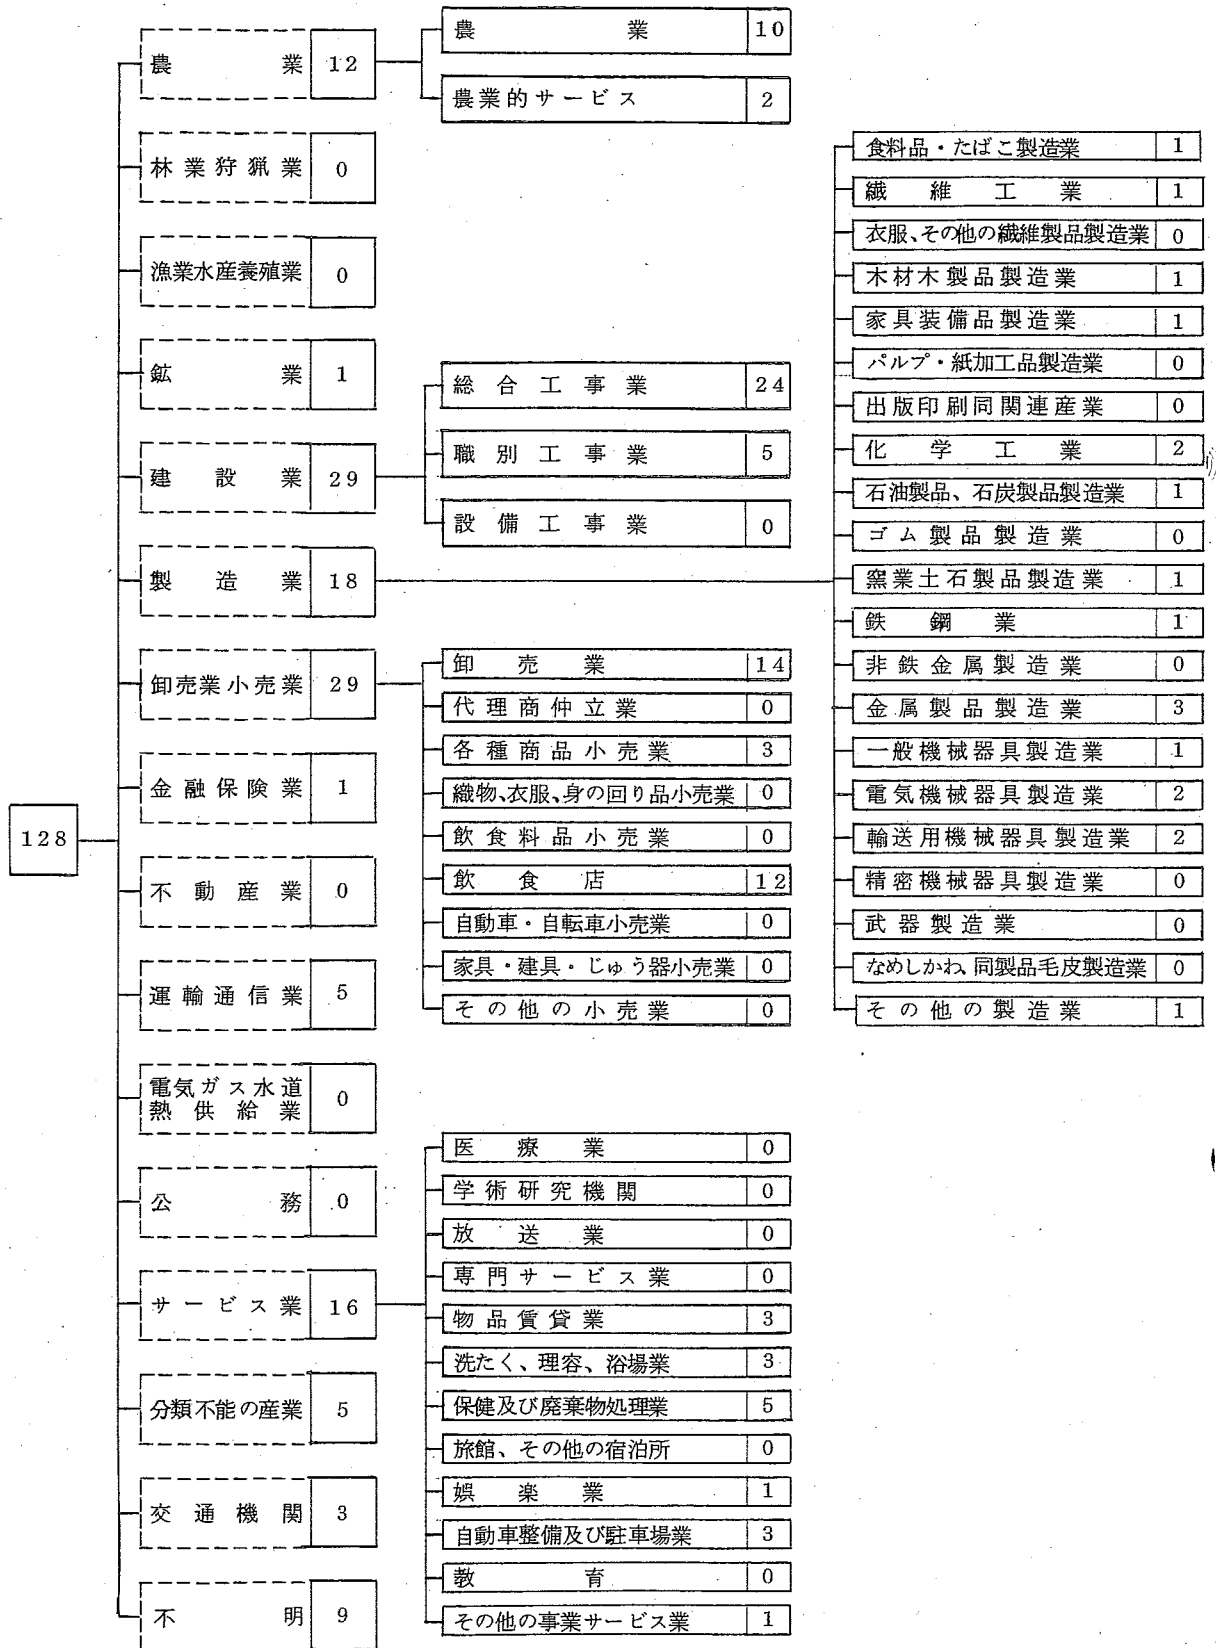 128
農業 12
農業 10
農業的サービス 2
林業狩猟業 0
漁業水産養殖業 0
鉱業 1
建設業 29
総合工事業 24
職別工事業 5
設備工事業 0
製造業 18
食料品・たばこ製造業 1
繊維工業 1
衣服、その他の繊維製品製造業 0
木材木製品製造業 1
家具装備品製造業 1
パルプ・紙加工品製造業 0
出版印刷同関連産業 0
化学工業 2
石油製品、石炭製品製造業 1
ゴム製品製造業 0
窯業土石製品製造業 1
鉄鋼業 1
非鉄金属製造業 0
金属製品製造業 3
一般機械器具製造業 1
電気機械器具製造業 2
輸送用機械器具製造業 2
精密機械器具製造業 0
武器製造業 0
なめしかわ、同製品毛皮製造業 0
その他の製造業 1
卸売業小売業 29
卸売業 14
代理商仲立業 0
各種商品小売業 3
織物、衣服、身の回り品小売業 0
飲食料品小売業 0
飲食店 12
自動車・自転車小売業 0
家具・建具・じゅう器小売業 0
その他の小売業 0
金融保険業 1
不動産業 0
運輸通信業 5
電気ガス水道
熱供給業 0
公務 0
サービス業 16
医療業 0
学術研究機関 0
放送業 0
専門サービス業 0
物品賃貸業 3
洗たく、理容、浴場業 3
保健及び廃棄物処理業 5
旅館、その他の宿泊所 0
娯楽業 1
自動車整備及び駐車場業 3
教育 0
その他の事業サービス業 1
分類不能の産業 5
交通機関 3
不明 9